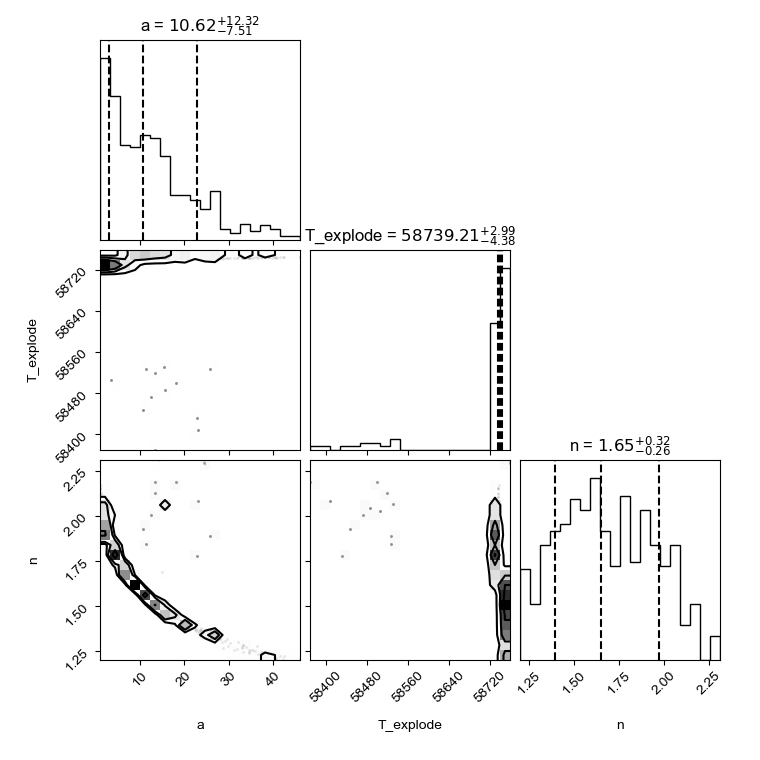 a = 10.62+12.32−7.51
T_explode = 58739.21+2.99−4.38
58720
58640
58560
58480
58400
T_explode
n = 1.65+0.32−0.26
2.25
2.00
1.75
1.50
1.25
n
10 20 30 40
58400 58480 58560 58640 58720
1.25 1.50 1.75 2.00 2.25
a T_explode n